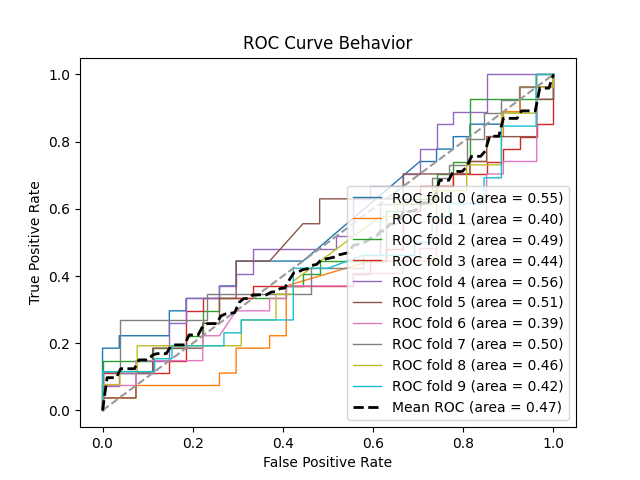 ROC Curve Behavior
True Positive Rate
1.0
0.8
0.6
0.4
0.2
0.0
ROC fold 0 (area = 0.55)
ROC fold 1 (area = 0.40)
ROC fold 2 (area = 0.49)
ROC fold 3 (area = 0.44)
ROC fold 4 (area = 0.56)
ROC fold 5 (area = 0.51)
ROC fold 6 (area = 0.39)
ROC fold 7 (area = 0.50)
ROC fold 8 (area = 0.46)
ROC fold 9 (area = 0.42)
Mean ROC (area = 0.47)
0.0 0.2 0.4 0.6 0.8 1.0
False Positive Rate